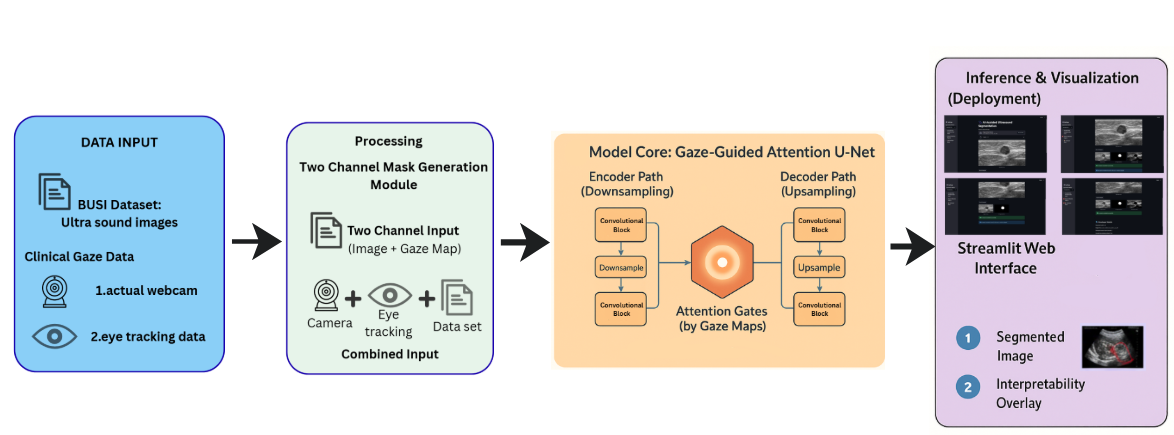 DATA INPUT
BUSI Dataset:
Ultra sound images
Clinical Gaze Data
1.actual webcam
2.eye tracking data
Processing
Two Channel Mask Generation
Module
Two Channel Input
(Image + Gaze Map)
Camera
Eye
tracking
Data set
Combined Input
Model Core: Gaze-Guided Attention U-Net
Encoder Path
(Downsampling)
Convolutional
Block
Downsample
Convolutional
Block
Attention Gates
(by Gaze Maps)
Decoder Path
(Upsampling)
Convolutional
Block
Upsample
Convolutional
Block
Inference & Visualization
(Deployment)
Streamlit Web
Interface
1 Segmented
Image
2 Interpretability
Overlay